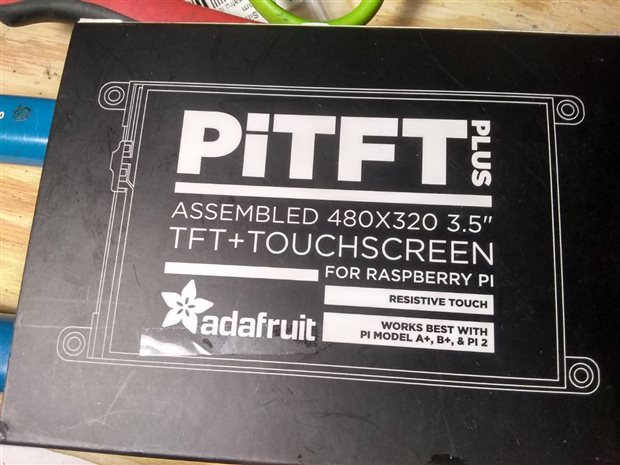 PiTFT PLUS
ASSEMBLED 480X320 3.5"
TFT+TOUCHSCREEN
FOR RASPBERRY PI
RESISTIVE TOUCH
adafruit
WORKS BEST WITH
PI MODEL A+, B+, & PI 2